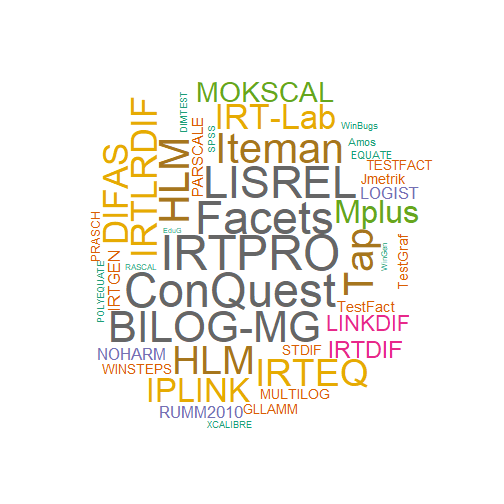 MOKSCAL
IRT-Lab
WinBugs
DIMTEST
SPSS
PARSCALE
Amos
EQUATE
Iteman
TESTFACT
HLM
IRTLRDIF
DIFAS
LISREL
Jmetrik
LOGIST
Facets
Mplus
EduG
PRASCH
IRTPRO
Tap
WinGen
TestGraf
RASCAL
POLYEQUATE
IRTGEN
ConQuest
TestFact
BILOG-MG
LINKDIF
NOHARM
HLM
STDIF
IRTDIF
WINSTEPS
IRTEQ
IPLINK
MULTILOG
RUMM2010
GLLAMM
XCALIBRE